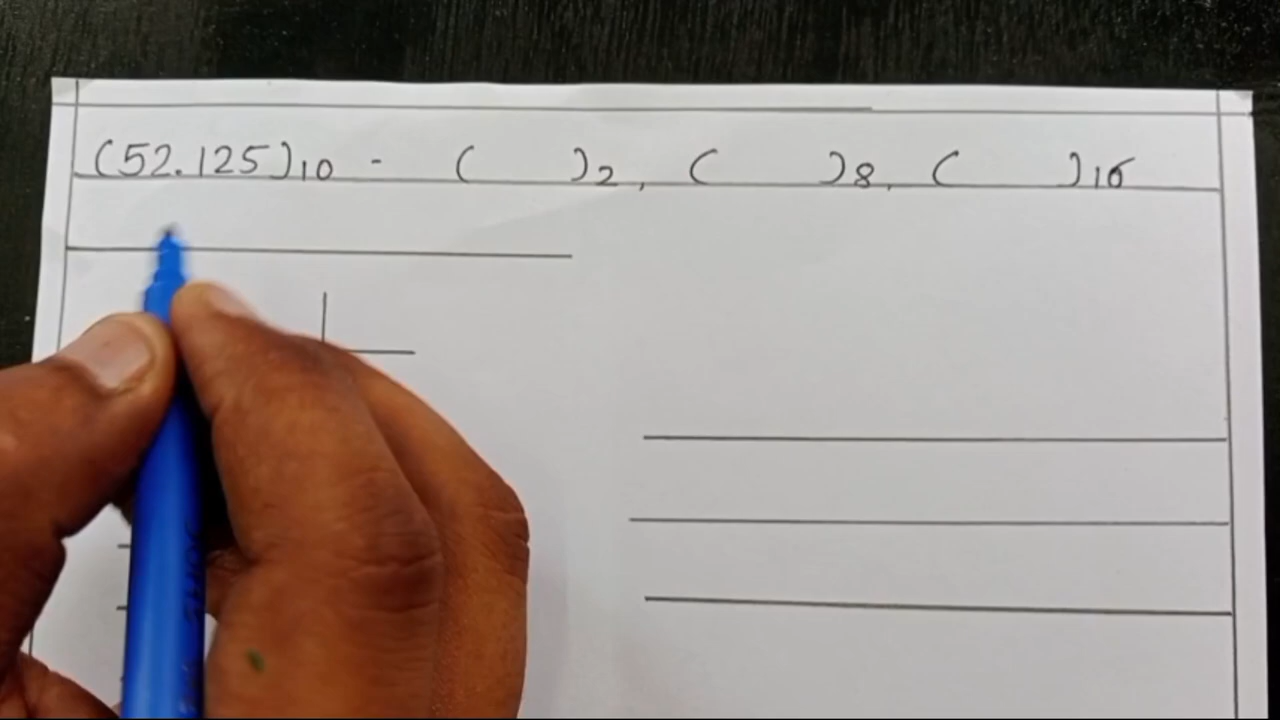 (52.125)10 - ( )2, ( )8, ( )16